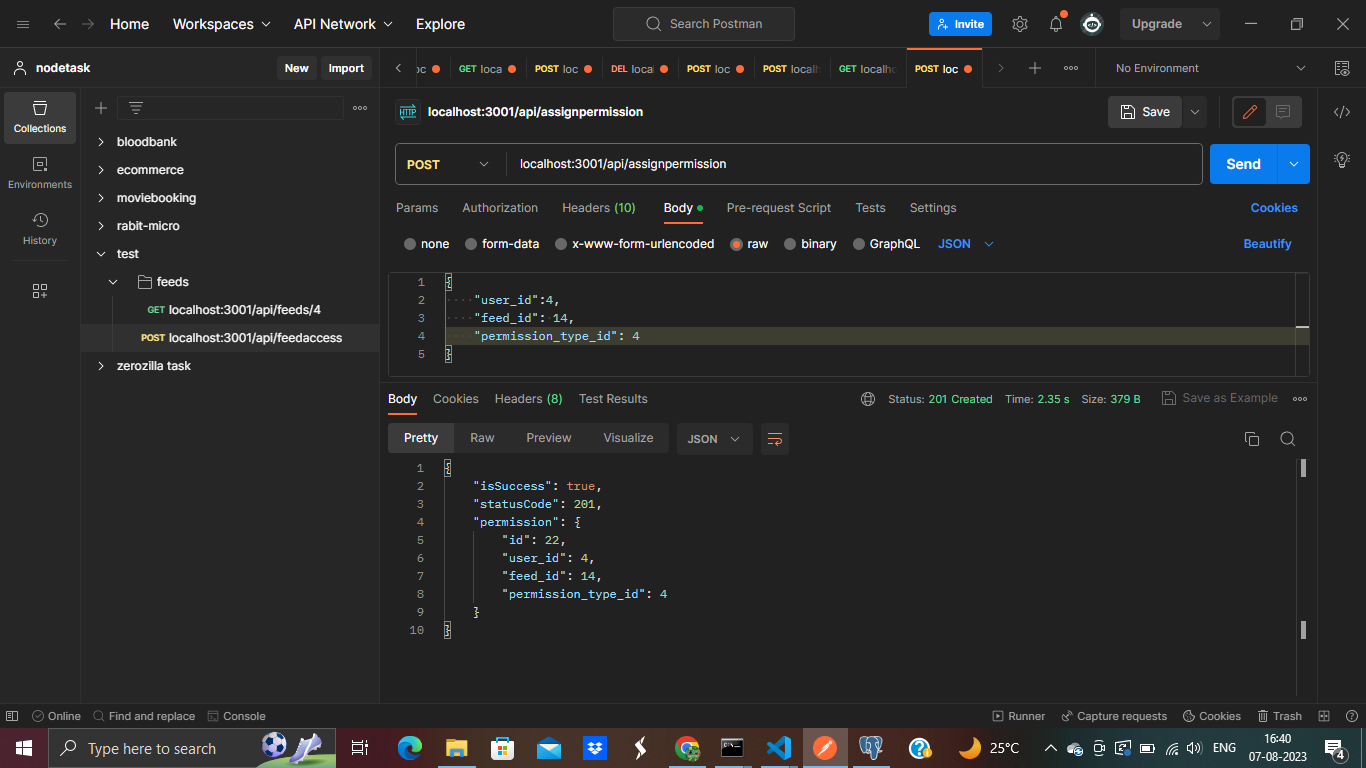 Home Workspaces API Network Explore Search Postman Invite Upgrade
nodetask New Import
oc GET loca POST loc DEL local POST loc POST localh GET localho POST loc No Environment
Collections
Environments
History
bloodbank
ecommerce
moviebooking
rabit-micro
test
feeds
GET localhost:3001/api/feeds/4
POST localhost:3001/api/feedaccess
zerozilla task
HTTP localhost:3001/api/assignpermission Save
POST localhost:3001/api/assignpermission Send
Params Authorization Headers (10) Body Pre-request Script Tests Settings Cookies
none form-data x-www-form-urlencoded raw binary GraphQL JSON Beautify
1 {
2 "user_id":4,
3 "feed_id": 14,
4 "permission_type_id": 4
5 }
Body Cookies Headers (8) Test Results Status: 201 Created Time: 2.35 s Size: 379 B Save as Example
Pretty Raw Preview Visualize JSON
1 {
2 "isSuccess": true,
3 "statusCode": 201,
4 "permission": {
5 "id": 22,
6 "user_id": 4,
7 "feed_id": 14,
8 "permission_type_id": 4
9 }
10 }
Online Find and replace Console Runner Capture requests Cookies Trash
Type here to search 25°C ENG 16:40
07-08-2023 4